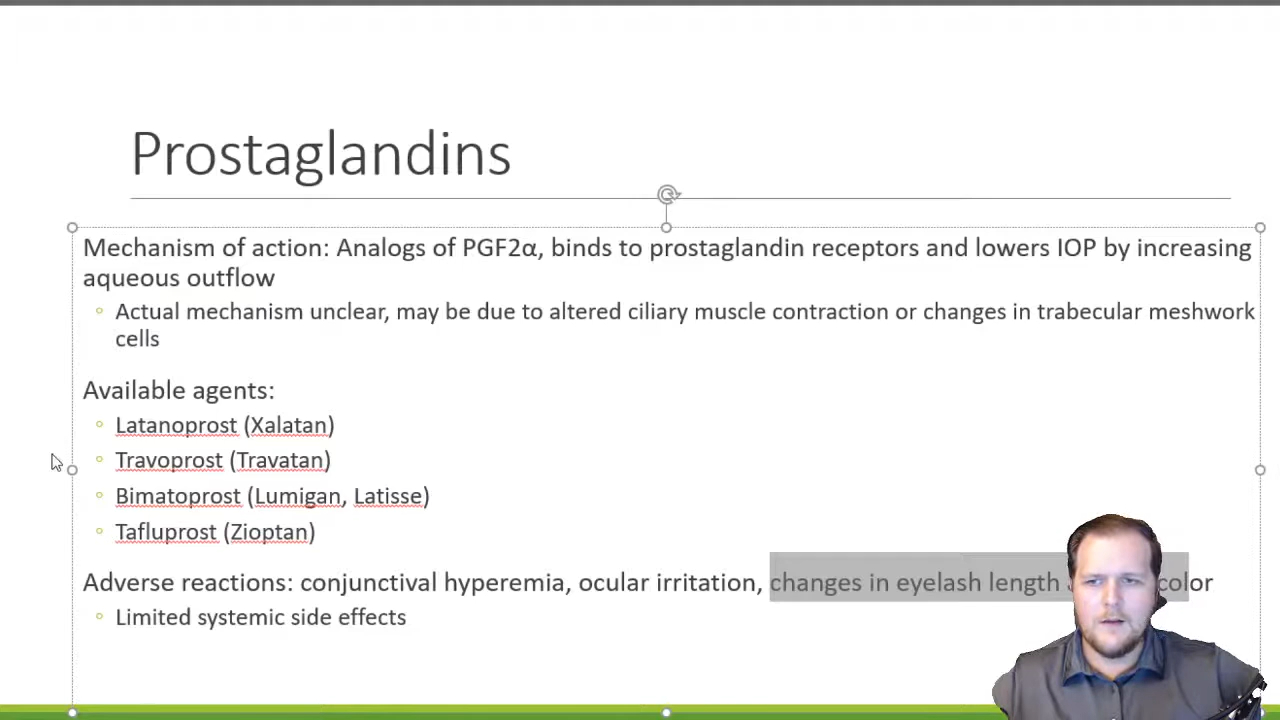 Prostaglandins
Mechanism of action: Analogs of PGF2α, binds to prostaglandin receptors and lowers IOP by increasing
aqueous outflow
Actual mechanism unclear, may be due to altered ciliary muscle contraction or changes in trabecular meshwork
cells
Available agents:
Latanoprost (Xalatan)
Travoprost (Travatan)
Bimatoprost (Lumigan, Latisse)
Tafluprost (Zioptan)
Adverse reactions: conjunctival hyperemia, ocular irritation, changes in eyelash length color
Limited systemic side effects